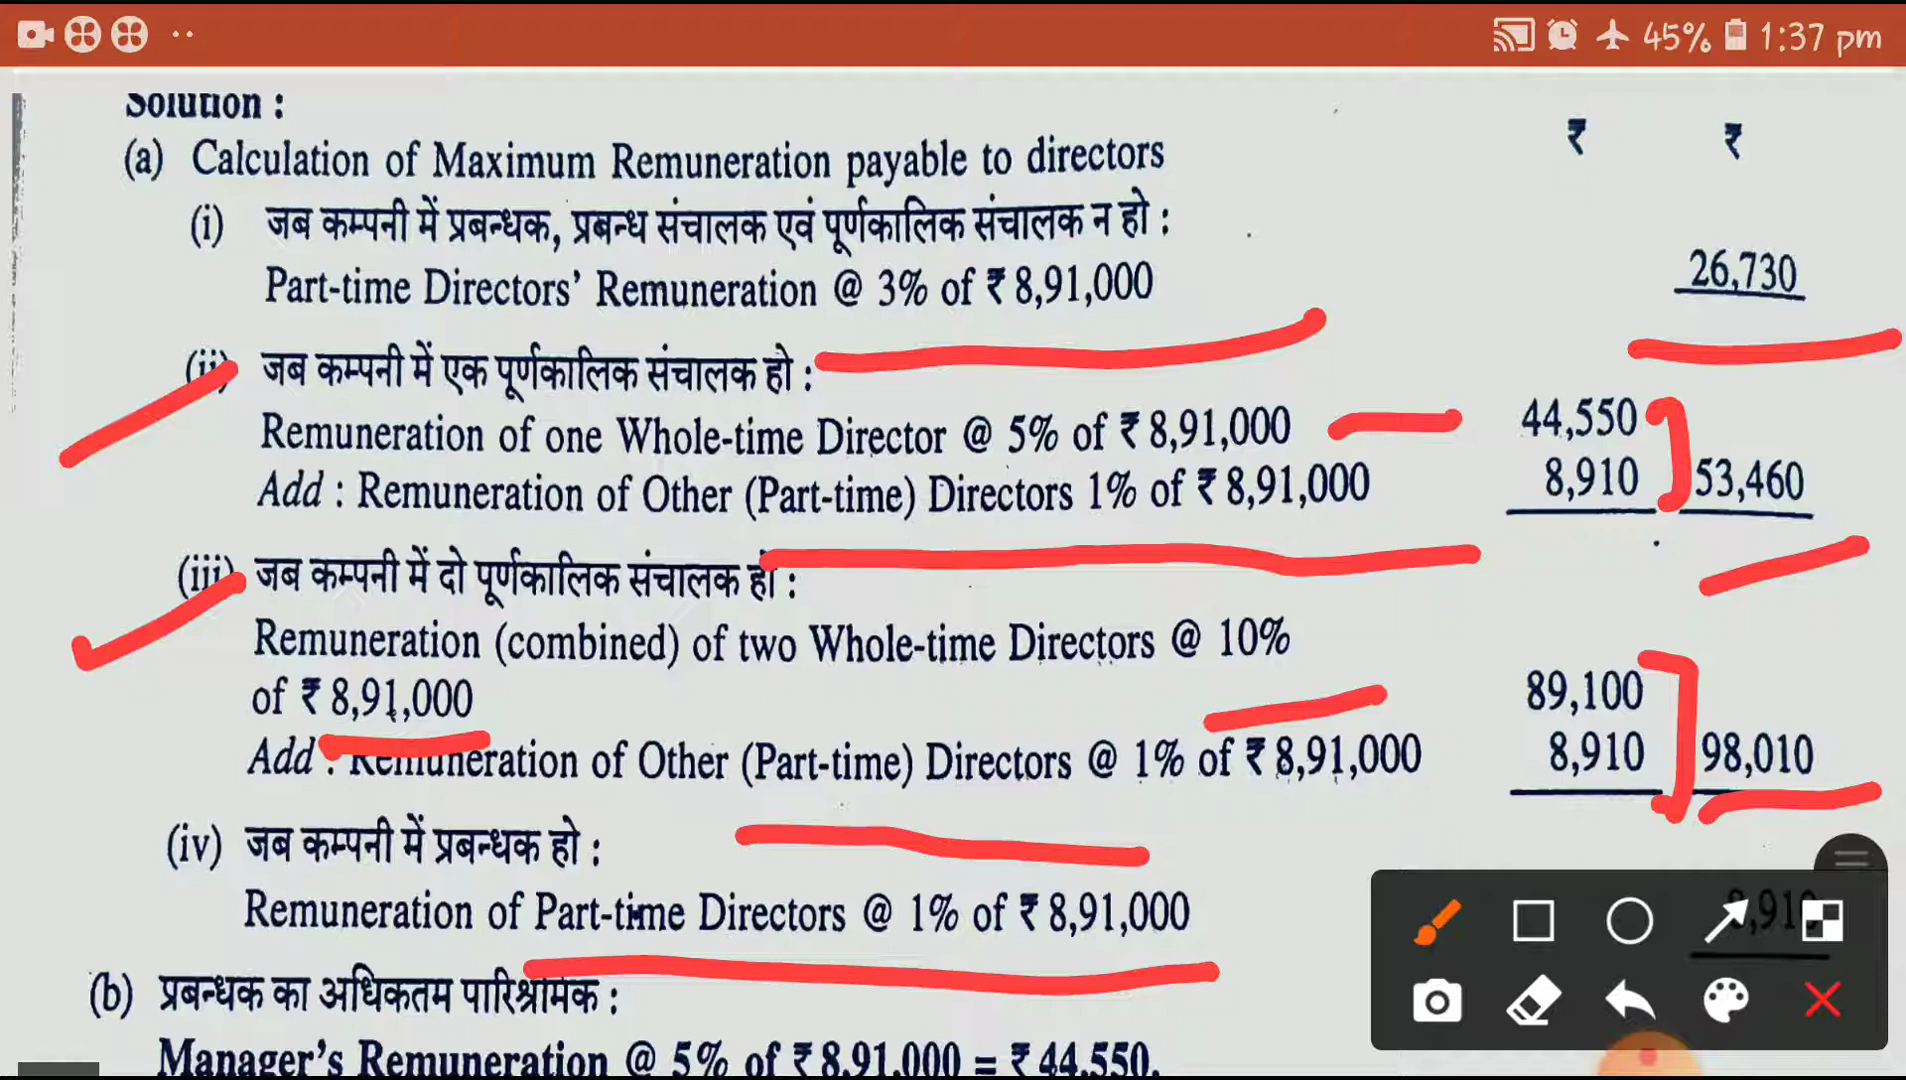 45% 1:37 pm
Solution :
₹ ₹
(a) Calculation of Maximum Remuneration payable to directors
(i) जब कम्पनी में प्रबन्धक, प्रबन्ध संचालक एवं पूर्णकालिक संचालक न हो :
Part-time Directors' Remuneration @ 3% of ₹ 8,91,000 26,730
(ii) जब कम्पनी में एक पूर्णकालिक संचालक हो :
Remuneration of one Whole-time Director @ 5% of ₹ 8,91,000 44,550
Add : Remuneration of Other (Part-time) Directors 1% of ₹ 8,91,000 8,910 53,460
(iii) जब कम्पनी में दो पूर्णकालिक संचालक हो :
Remuneration (combined) of two Whole-time Directors @ 10%
of ₹ 8,91,000 89,100
Add : Remuneration of Other (Part-time) Directors @ 1% of ₹ 8,91,000 8,910 98,010
(iv) जब कम्पनी में प्रबन्धक हो :
Remuneration of Part-time Directors @ 1% of ₹ 8,91,000 8,910
(b) प्रबन्धक का अधिकतम पारिश्रमिक :
Manager's Remuneration @ 5% of ₹ 8,91,000 = ₹ 44,550.